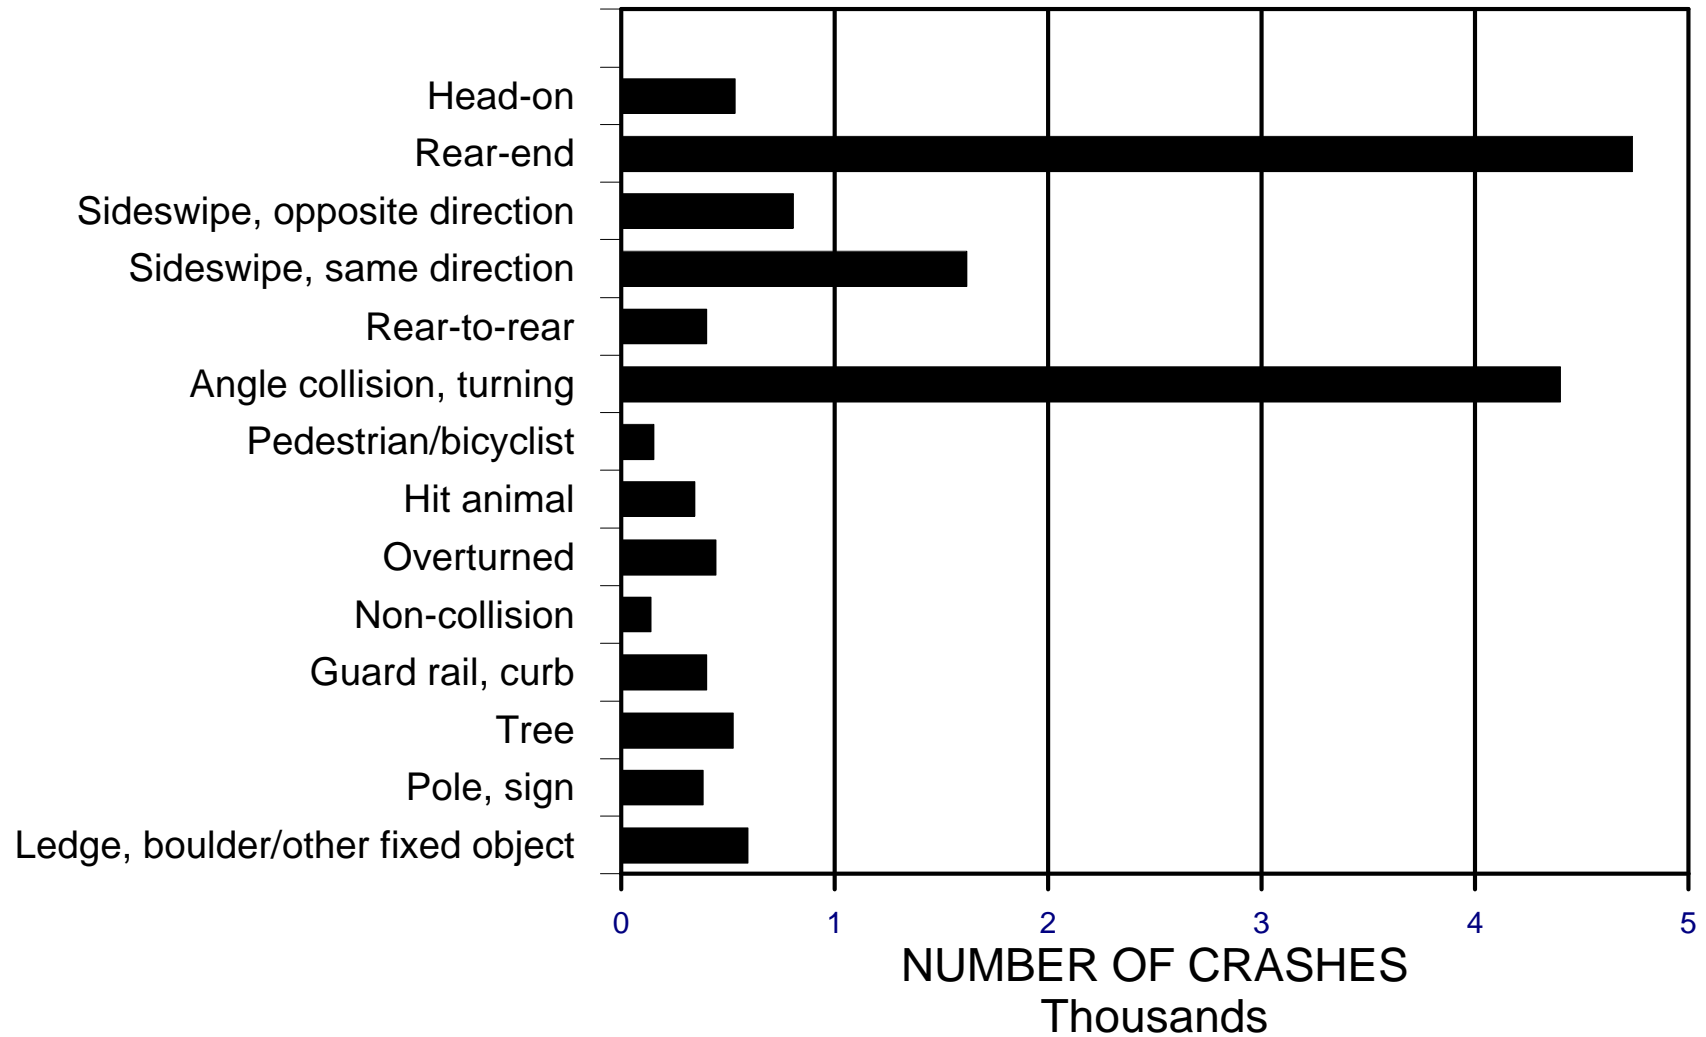 Head-on
Rear-end
Sideswipe, opposite direction
Sideswipe, same direction
Rear-to-rear
Angle collision, turning
Pedestrian/bicyclist
Hit animal
Overturned
Non-collision
Guard rail, curb
Tree
Pole, sign
Ledge, boulder/other fixed object
0 1 2 3 4 5
NUMBER OF CRASHES
Thousands